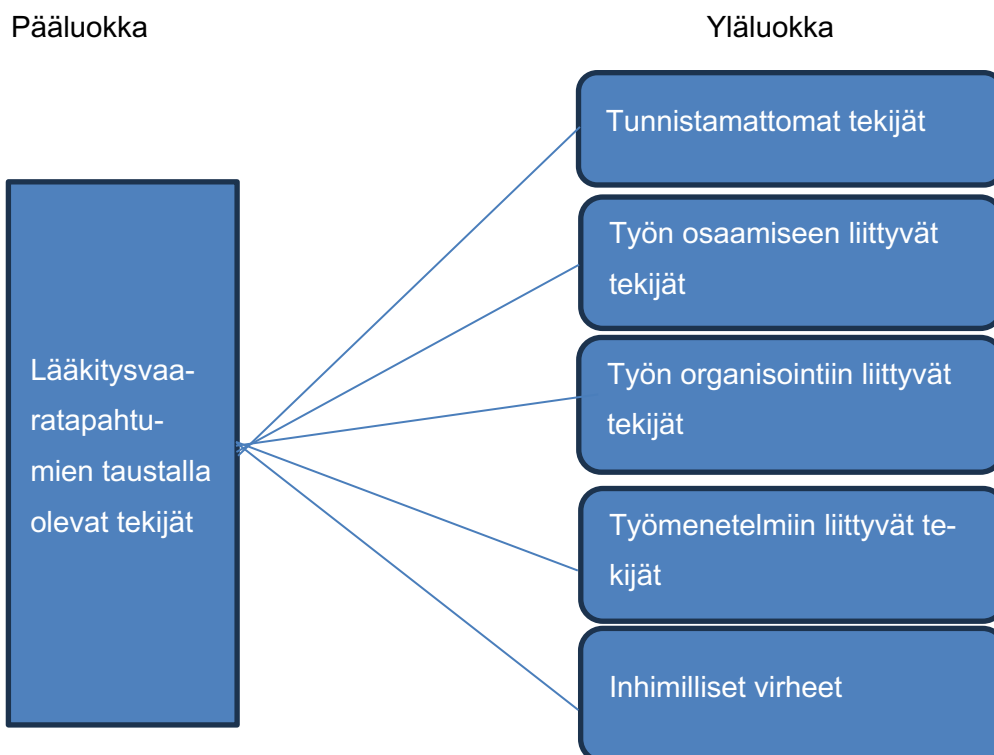 Pääluokka
Yläluokka
Lääkitysvaa-
ratapahtu-
mien taustalla
olevat tekijät
Tunnistamattomat tekijät
Työn osaamiseen liittyvät
tekijät
Työn organisointiin liittyvät
tekijät
Työmenetelmiin liittyvät te-
kijät
Inhimilliset virheet